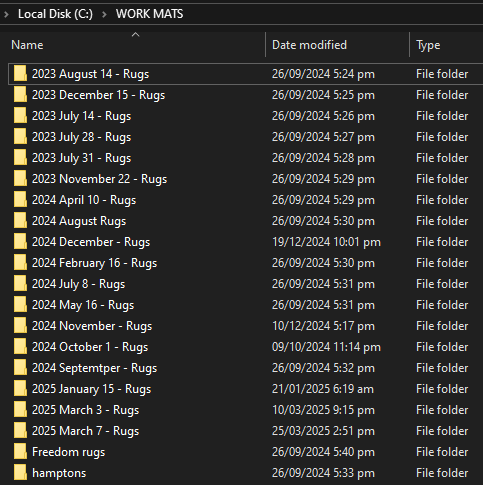 Local Disk (C:) > WORK MATS
Name Date modified Type
2023 August 14 - Rugs 26/09/2024 5:24 pm File folder
2023 December 15 - Rugs 26/09/2024 5:25 pm File folder
2023 July 14 - Rugs 26/09/2024 5:26 pm File folder
2023 July 28 - Rugs 26/09/2024 5:27 pm File folder
2023 July 31 - Rugs 26/09/2024 5:28 pm File folder
2023 November 22 - Rugs 26/09/2024 5:29 pm File folder
2024 April 10 - Rugs 26/09/2024 5:29 pm File folder
2024 August Rugs 26/09/2024 5:30 pm File folder
2024 December - Rugs 19/12/2024 10:01 pm File folder
2024 February 16 - Rugs 26/09/2024 5:30 pm File folder
2024 July 8 - Rugs 26/09/2024 5:31 pm File folder
2024 May 16 - Rugs 26/09/2024 5:31 pm File folder
2024 November - Rugs 10/12/2024 5:17 pm File folder
2024 October 1 - Rugs 09/10/2024 11:14 pm File folder
2024 Septemtper - Rugs 26/09/2024 5:32 pm File folder
2025 January 15 - Rugs 21/01/2025 6:19 am File folder
2025 March 3 - Rugs 10/03/2025 9:15 pm File folder
2025 March 7 - Rugs 25/03/2025 2:51 pm File folder
Freedom rugs 26/09/2024 5:40 pm File folder
hamptons 26/09/2024 5:33 pm File folder